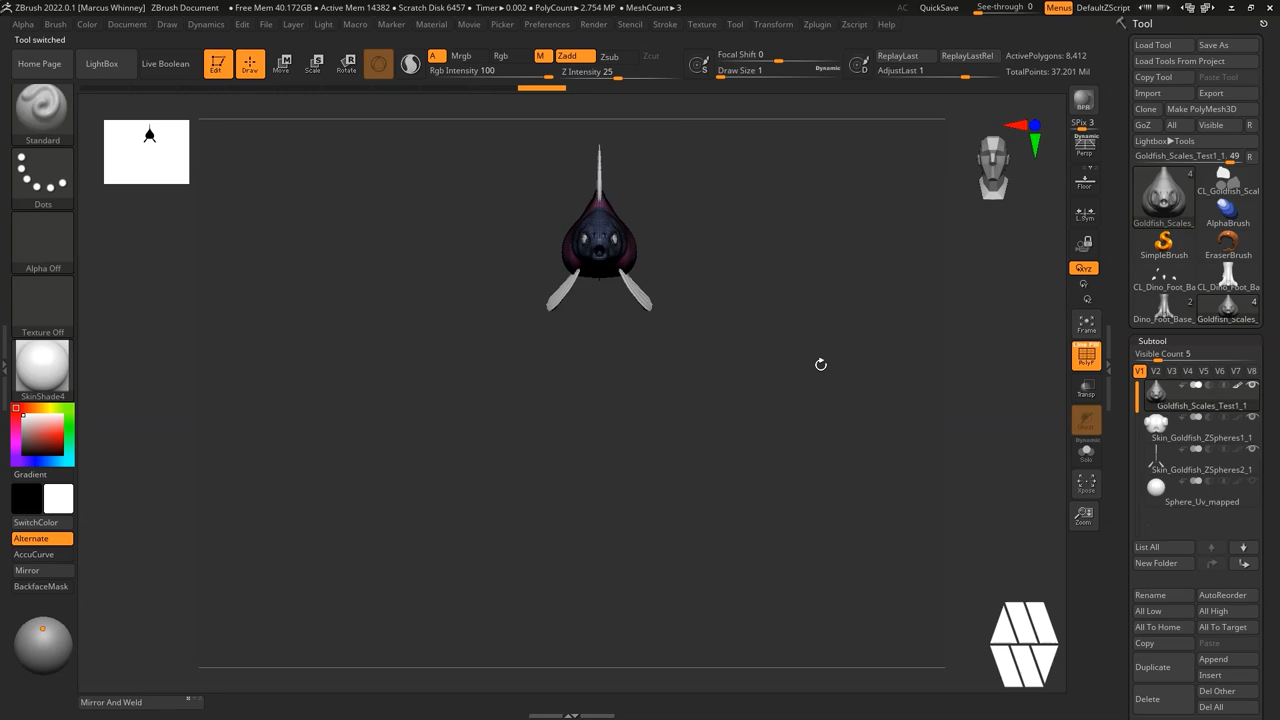 ZBrush 2022.0.1 [Marcus Whinney] ZBrush Document • Free Mem 40.172GB • Active Mem 14382 • Scratch Disk 6457 • Timer▸0.002 • PolyCount▸2.754 MP • MeshCount▸3 AC QuickSave See-through 0 Menus DefaultZScript
Alpha Brush Color Document Draw Dynamics Edit File Layer Light Macro Marker Material Movie Picker Preferences Render Stencil Stroke Texture Tool Transform Zplugin Zscript Help
Tool switched
Home Page LightBox Live Boolean
Edit Draw Move Scale Rotate
A Mrgb Rgb M Zadd Zsub Zcut
Rgb Intensity 100 Z Intensity 25
Focal Shift 0
Draw Size 1 Dynamic
S D
ReplayLast ReplayLastRel
AdjustLast 1
ActivePolygons: 8,412
TotalPoints: 37.201 Mil
Standard
Dots
Alpha Off
Texture Off
SkinShade4
Gradient
SwitchColor
Alternate
AccuCurve
Mirror
BackfaceMask
Mirror And Weld
BPR
SPix 3
Dynamic
Persp
Floor
L.Sym
XYZ
Frame
Line Fill
PolyF
Transp
Ghost
Dynamic
Solo
Xpose
Zoom
Tool
Load Tool Save As
Load Tools From Project
Copy Tool Paste Tool
Import Export
Clone Make PolyMesh3D
GoZ All Visible R
Lightbox▸Tools
Goldfish_Scales_Test1_1. 49 R
4
Goldfish_Scales_ CL_Goldfish_Scal
AlphaBrush
SimpleBrush EraserBrush
CL_Dino_Foot_Ba CL_Dino_Foot_Ba
2 4
Dino_Foot_Base_ Goldfish_Scales_
Subtool
Visible Count 5
V1 V2 V3 V4 V5 V6 V7 V8
Goldfish_Scales_Test1_1
Skin_Goldfish_ZSpheres1_1
Skin_Goldfish_ZSpheres2_1
Sphere_Uv_mapped
List All
New Folder
Rename AutoReorder
All Low All High
All To Home All To Target
Copy Paste
Duplicate Append
Insert
Delete Del Other
Del All